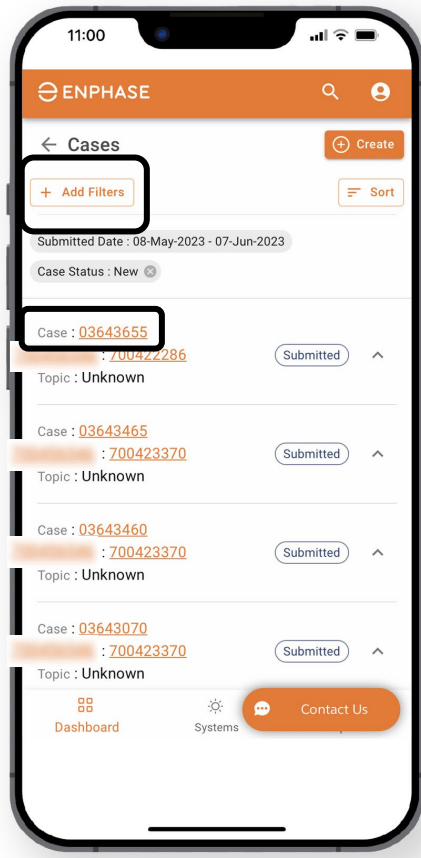 11:00
ENPHASE
Cases
Create
+ Add Filters
Sort
Submitted Date : 08-May-2023 - 07-Jun-2023
Case Status : New
Case : 03643655
: 700422286
Submitted
Topic : Unknown
Case : 03643465
: 700423370
Submitted
Topic : Unknown
Case : 03643460
: 700423370
Submitted
Topic : Unknown
Case : 03643070
: 700423370
Submitted
Topic : Unknown
Dashboard
Systems
Contact Us